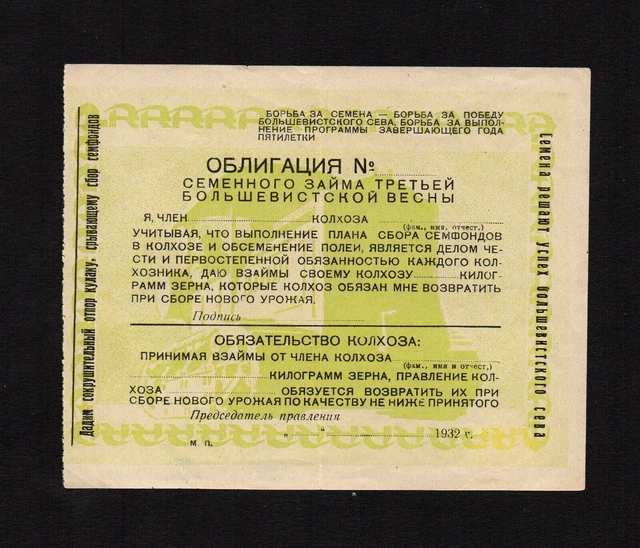 БОРЬБА ЗА СЕМЕНА — БОРЬБА ЗА ПОБЕДУ
БОЛЬШЕВИСТСКОГО СЕВА. БОРЬБА ЗА ВЫПОЛ-
НЕНИЕ ПРОГРАММЫ ЗАВЕРШАЮЩЕГО ГОДА
ПЯТИЛЕТКИ
ОБЛИГАЦИЯ №
СЕМЕННОГО ЗАЙМА ТРЕТЬЕЙ
БОЛЬШЕВИСТСКОЙ ВЕСНЫ
Я, ЧЛЕН КОЛХОЗА
(фам., имя, отчест.)
УЧИТЫВАЯ, ЧТО ВЫПОЛНЕНИЕ ПЛАНА СБОРА СЕМФОНДОВ
В КОЛХОЗЕ И ОБСЕМЕНЕНИЕ ПОЛЕИ, ЯВЛЯЕТСЯ ДЕЛОМ ЧЕ-
СТИ И ПЕРВОСТЕПЕННОЙ ОБЯЗАННОСТЬЮ КАЖДОГО КОЛ-
ХОЗНИКА, ДАЮ ВЗАЙМЫ СВОЕМУ КОЛХОЗУ КИЛОГ-
РАММ ЗЕРНА, КОТОРЫЕ КОЛХОЗ ОБЯЗАН МНЕ ВОЗВРАТИТЬ
ПРИ СБОРЕ НОВОГО УРОЖАЯ.
Подпись
ОБЯЗАТЕЛЬСТВО КОЛХОЗА:
ПРИНИМАЯ ВЗАЙМЫ ОТ ЧЛЕНА КОЛХОЗА
(фам., имя и отчест.)
КИЛОГРАММ ЗЕРНА, ПРАВЛЕНИЕ КОЛ-
ХОЗА ОБЯЗУЕТСЯ ВОЗВРАТИТЬ ИХ ПРИ
СБОРЕ НОВОГО УРОЖАЯ ПО КАЧЕСТВУ НЕ НИЖЕ ПРИНЯТОГО
Председатель правления
„ “ 1932 г.
М. П.
Дадим сокрушительный отпор кулаку, срывающему сбор семфондов
Семена решают успех большевистского сева